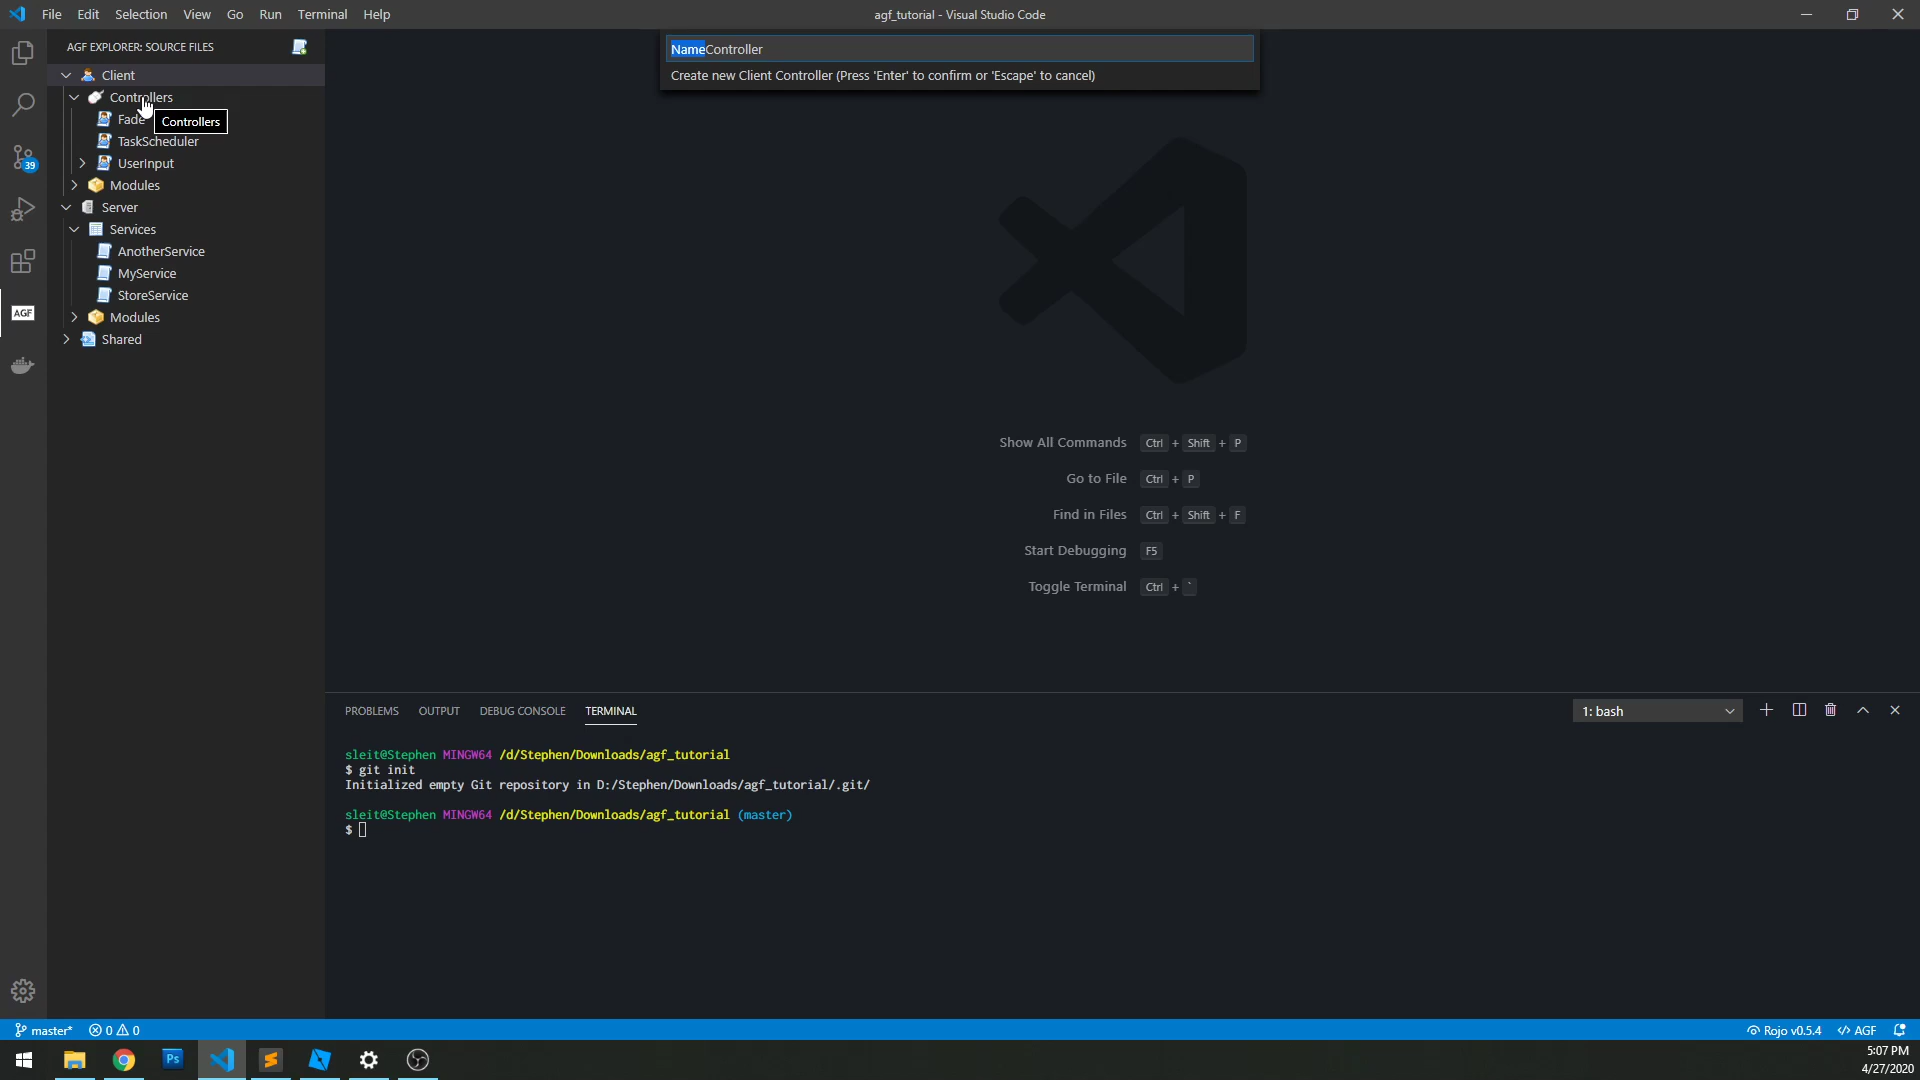 File Edit Selection View Go Run Terminal Help
agf_tutorial - Visual Studio Code
AGF EXPLORER: SOURCE FILES
NameController
Create new Client Controller (Press 'Enter' to confirm or 'Escape' to cancel)
Client
Controllers
Fade
Controllers
TaskScheduler
UserInput
Modules
Server
Services
AnotherService
MyService
StoreService
Modules
Shared
39
AGF
Show All Commands Ctrl + Shift + P
Go to File Ctrl + P
Find in Files Ctrl + Shift + F
Start Debugging F5
Toggle Terminal Ctrl + `
PROBLEMS OUTPUT DEBUG CONSOLE TERMINAL
1: bash
sleit@Stephen MINGW64 /d/Stephen/Downloads/agf_tutorial
$ git init
Initialized empty Git repository in D:/Stephen/Downloads/agf_tutorial/.git/
sleit@Stephen MINGW64 /d/Stephen/Downloads/agf_tutorial (master)
$
master* 0 0
Rojo v0.5.4 </> AGF
Ps
5:07 PM
4/27/2020